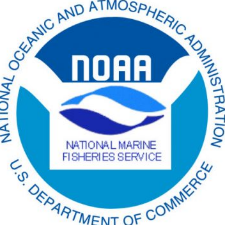 NATIONAL OCEANIC AND ATMOSPHERIC ADMINISTRATION
NOAA
NATIONAL MARINE
FISHERIES SERVICE
U.S. DEPARTMENT OF COMMERCE